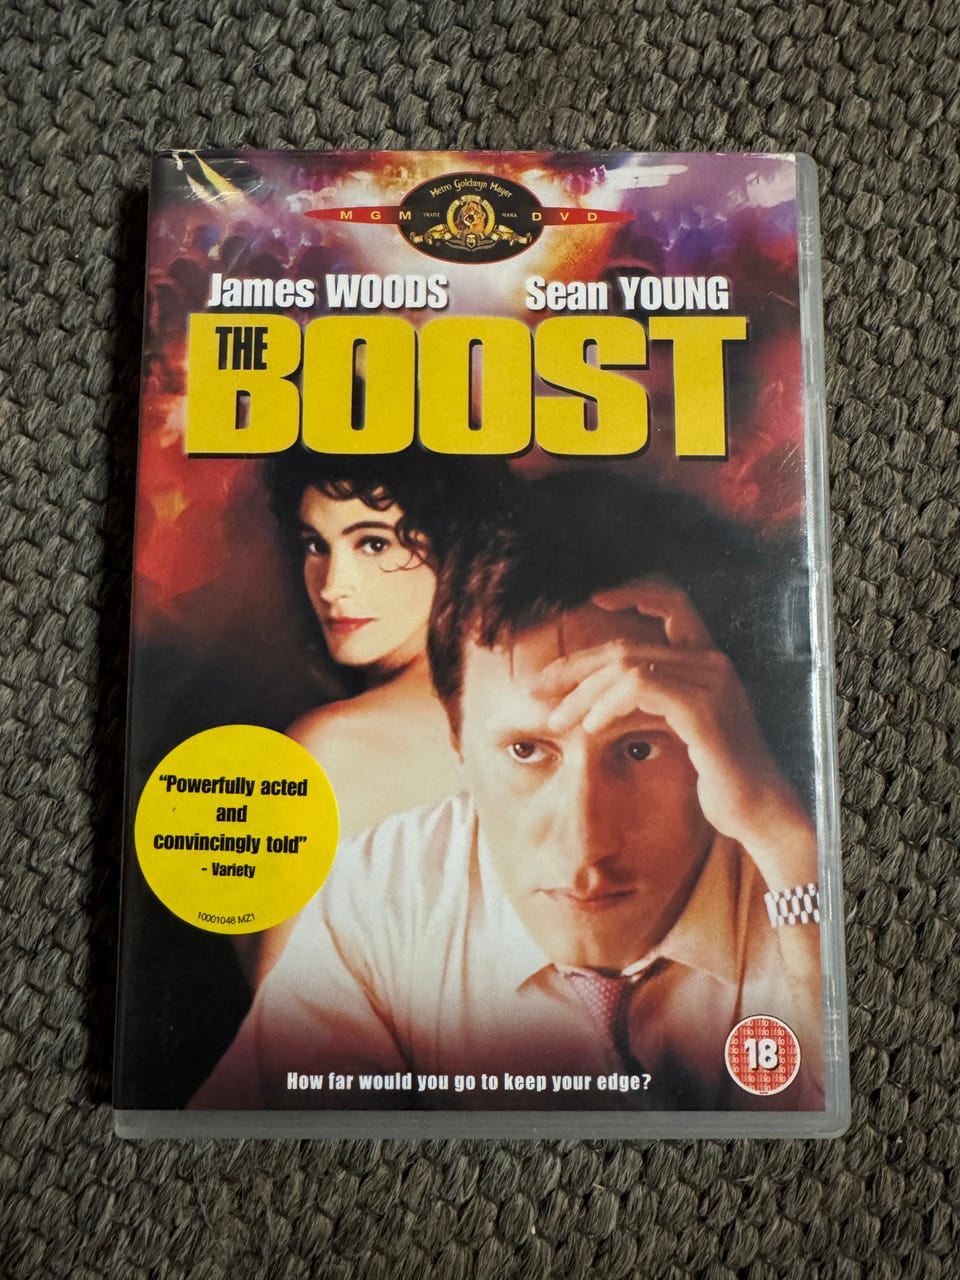 Metro Goldwyn Mayer
MGM TRADE MARK DVD
James WOODS Sean YOUNG
THE BOOST
“Powerfully acted
and
convincingly told”
- Variety
10001048 MZ1
How far would you go to keep your edge?
18